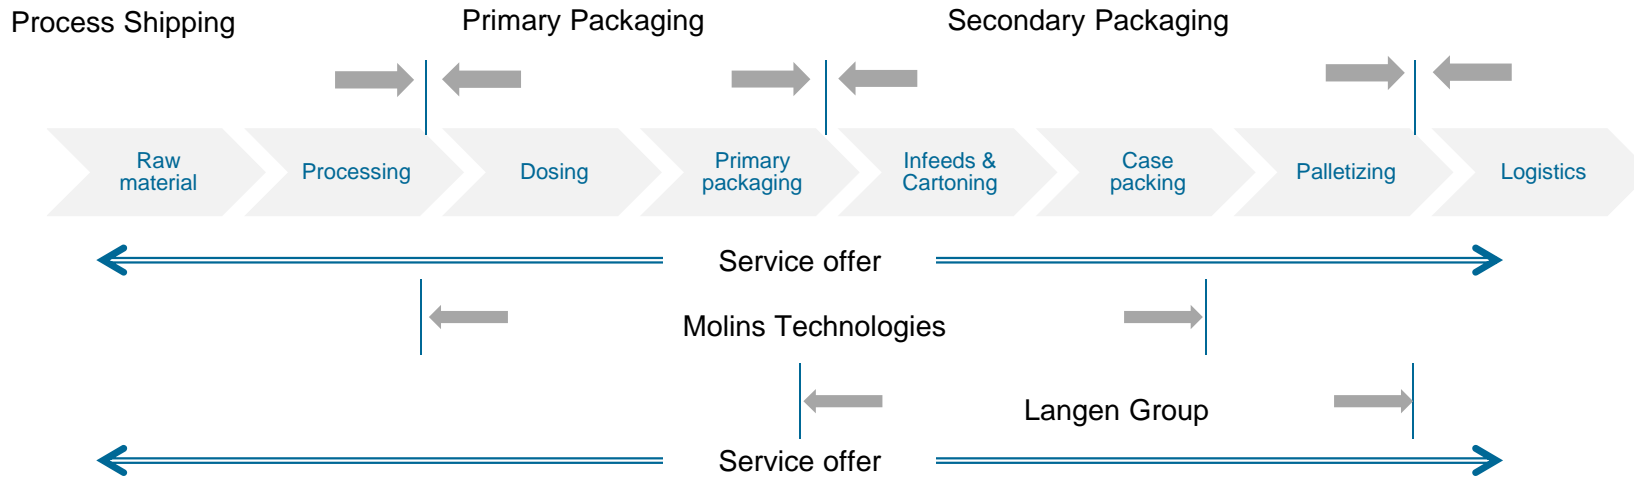 Process Shipping
Primary Packaging
Secondary Packaging
Raw
material
Processing
Dosing
Primary
packaging
Infeeds &
Cartoning
Case
packing
Palletizing
Logistics
Service offer
Molins Technologies
Langen Group
Service offer